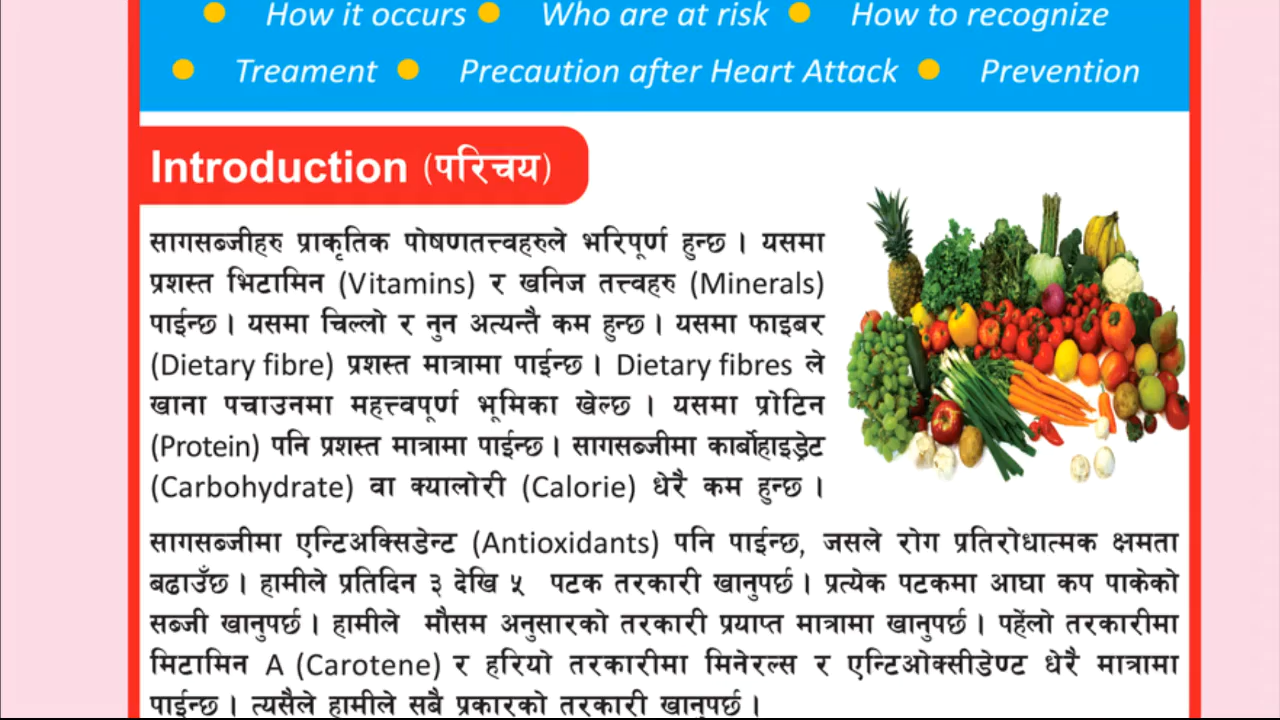 How it occurs ● Who are at risk ● How to recognize
● Treament ● Precaution after Heart Attack ● Prevention
Introduction (परिचय)
सागसब्जीहरु प्राकृतिक पोषणतत्त्वहरुले भरिपूर्ण हुन्छ । यसमा
प्रशस्त भिटामिन (Vitamins) र खनिज तत्त्वहरु (Minerals)
पाईन्छ । यसमा चिल्लो र नुन अत्यन्तै कम हुन्छ । यसमा फाइबर
(Dietary fibre) प्रशस्त मात्रामा पाईन्छ । Dietary fibres ले
खाना पचाउनमा महत्त्वपूर्ण भूमिका खेल्छ । यसमा प्रोटिन
(Protein) पनि प्रशस्त मात्रामा पाईन्छ । सागसब्जीमा कार्बोहाइड्रेट
(Carbohydrate) वा क्यालोरी (Calorie) धेरै कम हुन्छ ।
सागसब्जीमा एन्टिअक्सिडेन्ट (Antioxidants) पनि पाईन्छ, जसले रोग प्रतिरोधात्मक क्षमता
बढाउँछ । हामीले प्रतिदिन ३ देखि ५ पटक तरकारी खानुपर्छ । प्रत्येक पटकमा आधा कप पाकेको
सब्जी खानुपर्छ । हामीले मौसम अनुसारको तरकारी प्रयाप्त मात्रामा खानुपर्छ । पहेंलो तरकारीमा
मिटामिन A (Carotene) र हरियो तरकारीमा मिनेरल्स र एन्टिओक्सीडेण्ट धेरै मात्रामा
पाईन्छ । त्यसैले हामीले सबै प्रकारको तरकारी खानुपर्छ ।